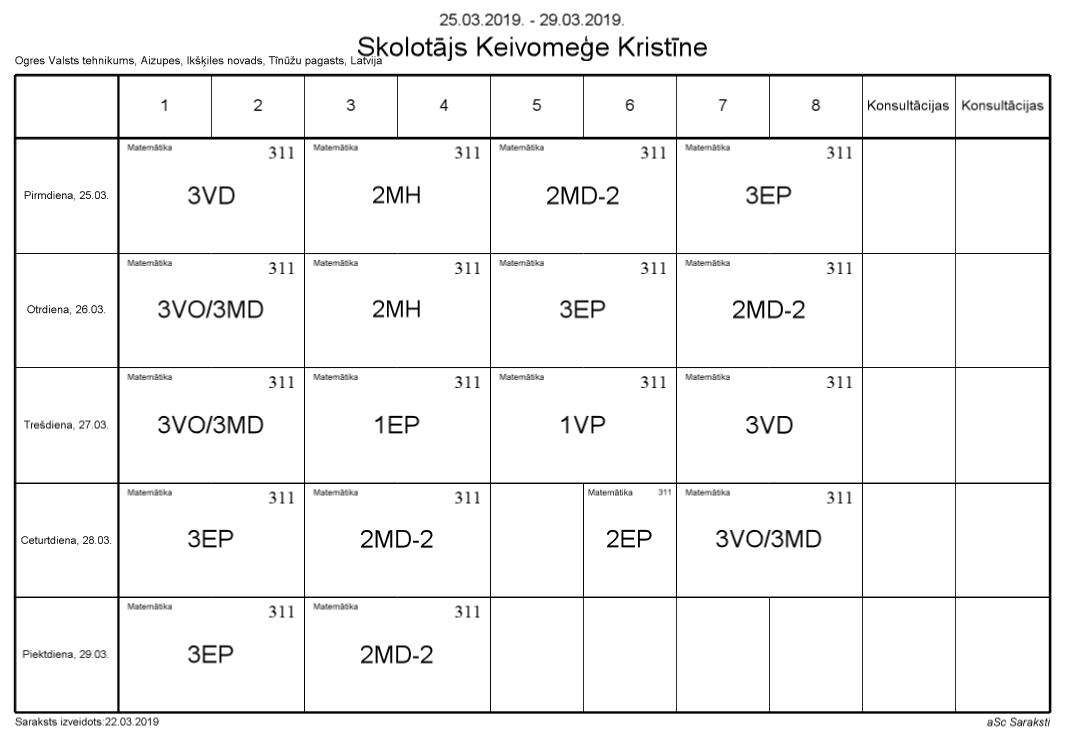 25.03.2019. - 29.03.2019.
Skolotājs Keivomeģe Kristīne
Ogres Valsts tehnikums, Aizupes, Ikšķiles novads, Tīnūžu pagasts, Latvija
1 2 3 4 5 6 7 8 Konsultācijas Konsultācijas
Matemātika 311 Matemātika 311 Matemātika 311 Matemātika 311
Pirmdiena, 25.03. 3VD 2MH 2MD-2 3EP
Matemātika 311 Matemātika 311 Matemātika 311 Matemātika 311
Otrdiena, 26.03. 3VO/3MD 2MH 3EP 2MD-2
Matemātika 311 Matemātika 311 Matemātika 311 Matemātika 311
Trešdiena, 27.03. 3VO/3MD 1EP 1VP 3VD
Matemātika 311 Matemātika 311 Matemātika 311 Matemātika 311
Ceturtdiena, 28.03. 3EP 2MD-2 2EP 3VO/3MD
Matemātika 311 Matemātika 311
Piektdiena, 29.03. 3EP 2MD-2
Saraksts izveidots:22.03.2019 aSc Saraksti